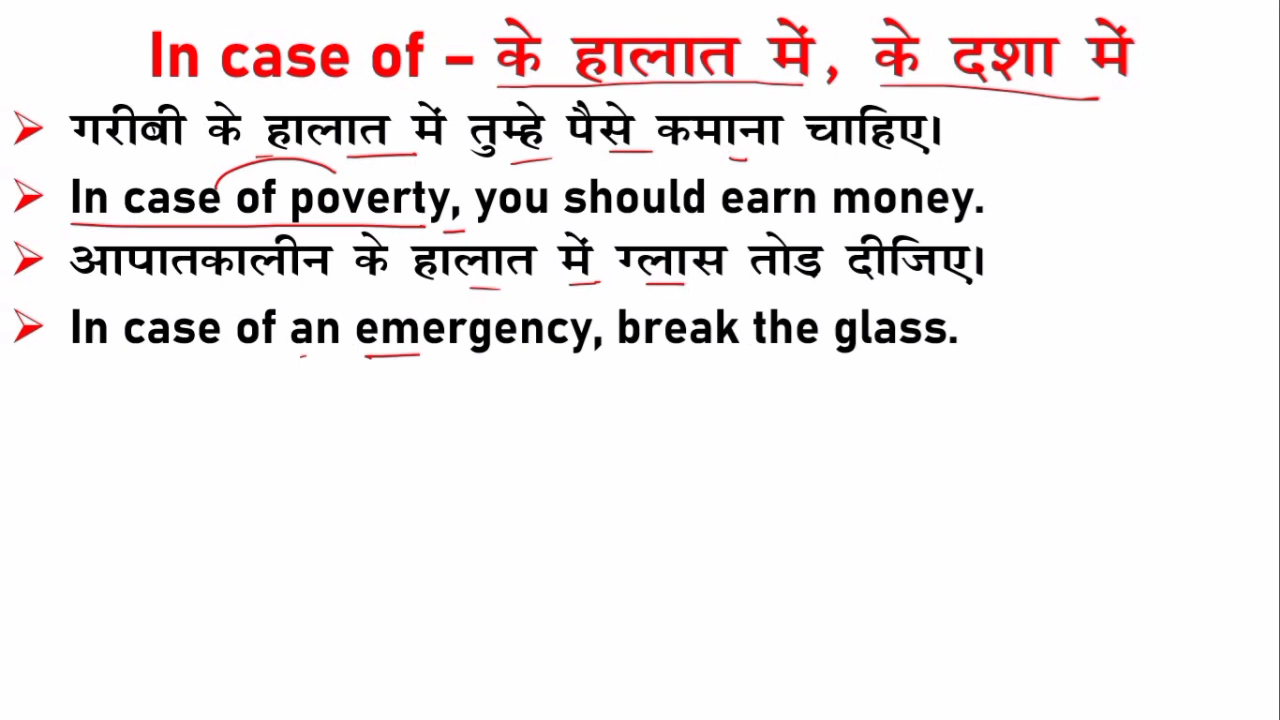 In case of – के हालात में, के दशा में
गरीबी के हालात में तुम्हे पैसे कमाना चाहिए।
In case of poverty, you should earn money.
आपातकालीन के हालात में ग्लास तोड दीजिए।
In case of an emergency, break the glass.